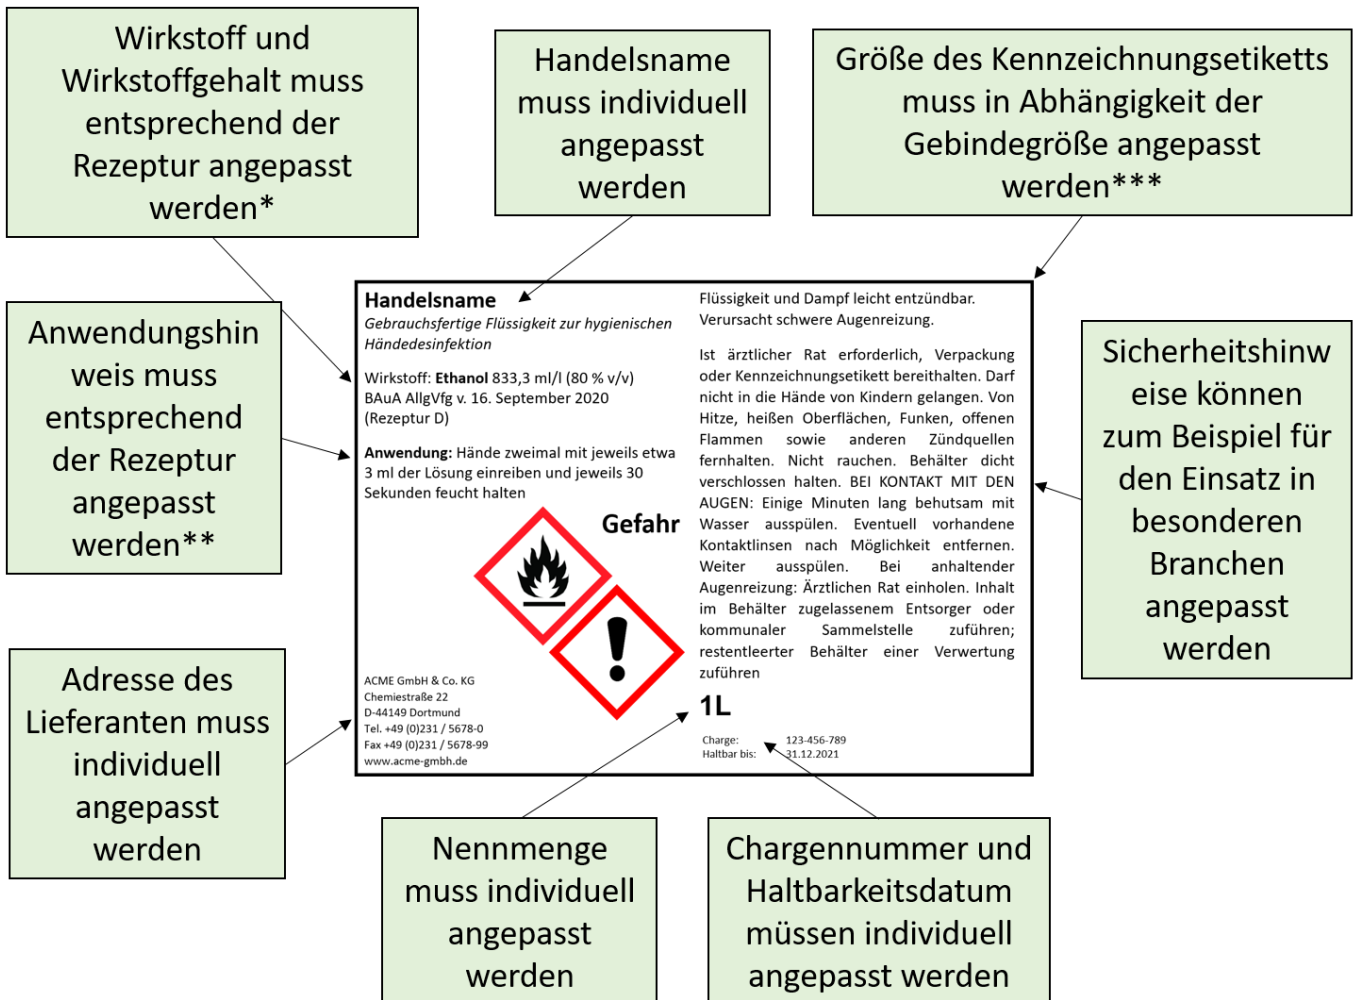 Wirkstoff und
Wirkstoffgehalt muss
entsprechend der
Rezeptur angepasst
werden*
Handelsname
muss individuell
angepasst
werden
Größe des Kennzeichnungsetiketts
muss in Abhängigkeit der
Gebindegröße angepasst
werden***
Anwendungshin
weis muss
entsprechend
der Rezeptur
angepasst
werden**
Adresse des
Lieferanten muss
individuell
angepasst
werden
Handelsname
Gebrauchsfertige Flüssigkeit zur hygienischen
Händedesinfektion
Wirkstoff: Ethanol 833,3 ml/l (80 % v/v)
BAuA AllgVfg v. 16. September 2020
(Rezeptur D)
Anwendung: Hände zweimal mit jeweils etwa
3 ml der Lösung einreiben und jeweils 30
Sekunden feucht halten
Gefahr
ACME GmbH & Co. KG
Chemiestraße 22
D-44149 Dortmund
Tel. +49 (0)231 / 5678-0
Fax +49 (0)231 / 5678-99
www.acme-gmbh.de
Flüssigkeit und Dampf leicht entzündbar.
Verursacht schwere Augenreizung.
Ist ärztlicher Rat erforderlich, Verpackung
oder Kennzeichnungsetikett bereithalten. Darf
nicht in die Hände von Kindern gelangen. Von
Hitze, heißen Oberflächen, Funken, offenen
Flammen sowie anderen Zündquellen
fernhalten. Nicht rauchen. Behälter dicht
verschlossen halten. BEI KONTAKT MIT DEN
AUGEN: Einige Minuten lang behutsam mit
Wasser ausspülen. Eventuell vorhandene
Kontaktlinsen nach Möglichkeit entfernen.
Weiter ausspülen. Bei anhaltender
Augenreizung: Ärztlichen Rat einholen. Inhalt
im Behälter zugelassenem Entsorger oder
kommunaler Sammelstelle zuführen;
restentleerter Behälter einer Verwertung
zuführen
1L
Charge: 123-456-789
Haltbar bis: 31.12.2021
Sicherheitshinw
eise können
zum Beispiel für
den Einsatz in
besonderen
Branchen
angepasst
werden
Nennmenge
muss individuell
angepasst
werden
Chargennummer und
Haltbarkeitsdatum
müssen individuell
angepasst werden